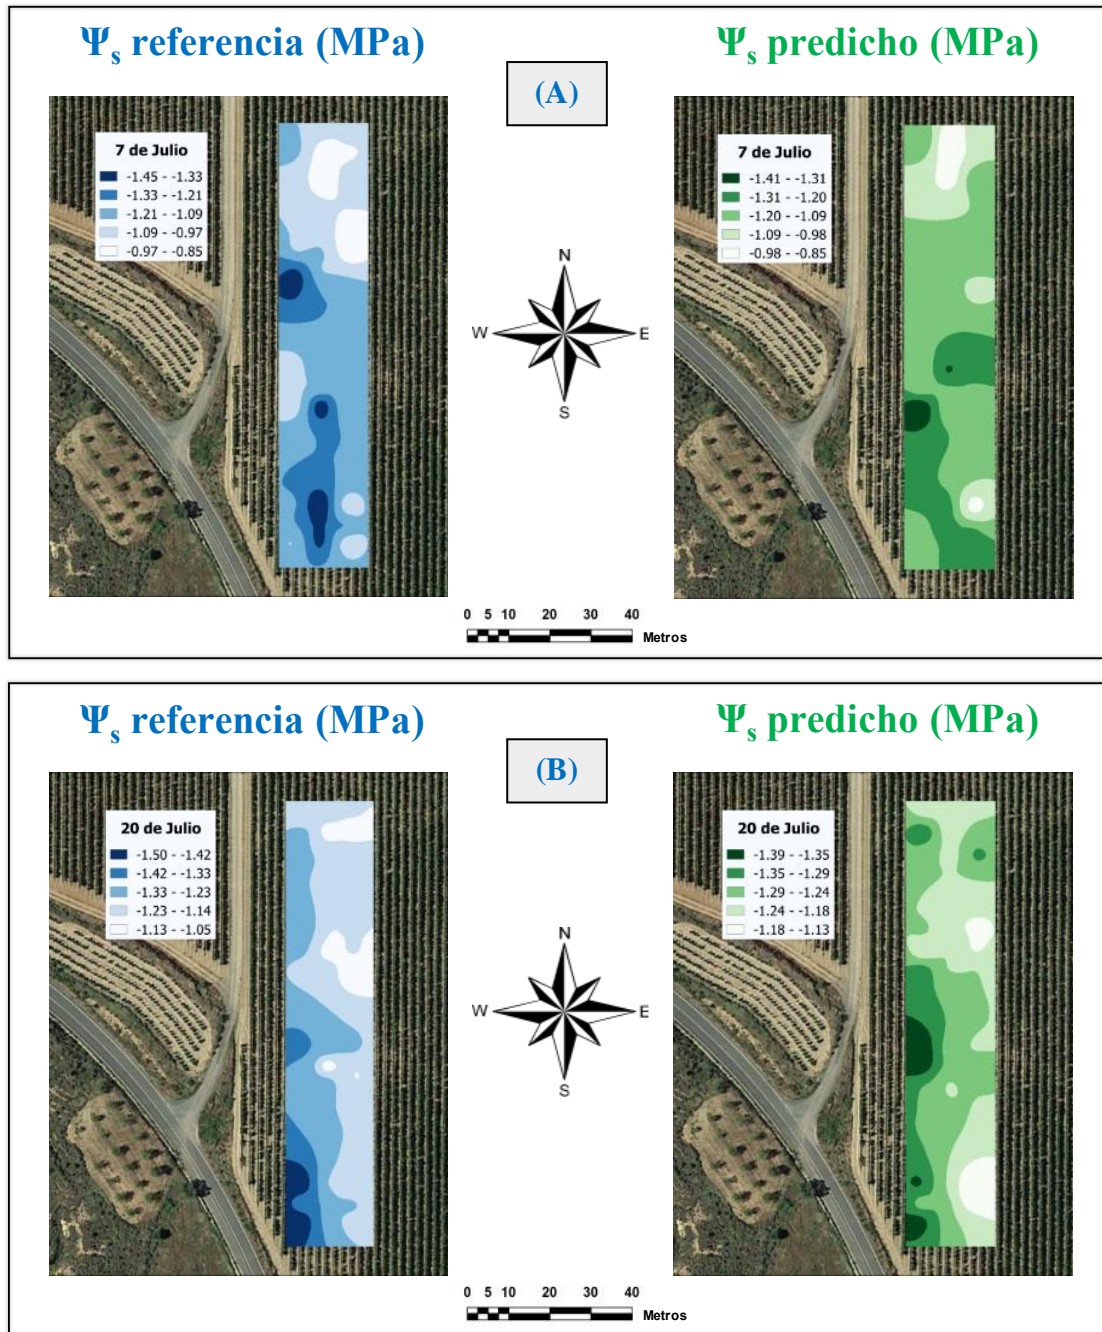 Ψs referencia (MPa)
Ψs predicho (MPa)
(A)
7 de Julio
-1.45 - -1.33
-1.33 - -1.21
-1.21 - -1.09
-1.09 - -0.97
-0.97 - -0.85
7 de Julio
-1.41 - -1.31
-1.31 - -1.20
-1.20 - -1.09
-1.09 - -0.98
-0.98 - -0.85
N
W E
S
0 5 10 20 30 40
Metros
Ψs referencia (MPa)
Ψs predicho (MPa)
(B)
20 de Julio
-1.50 - -1.42
-1.42 - -1.33
-1.33 - -1.23
-1.23 - -1.14
-1.13 - -1.05
20 de Julio
-1.39 - -1.35
-1.35 - -1.29
-1.29 - -1.24
-1.24 - -1.18
-1.18 - -1.13
N
W E
S
0 5 10 20 30 40
Metros